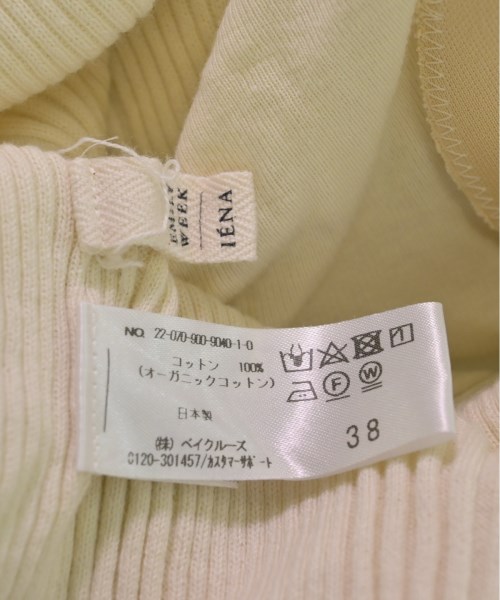 WEEK
IÉNA
NO. 22-070-900-9040-1-0
コットン 100%
(オーガニックコットン)
日本製
(株) ベイクルーズ
0120-301457/カスタマーサポート
F
W
38